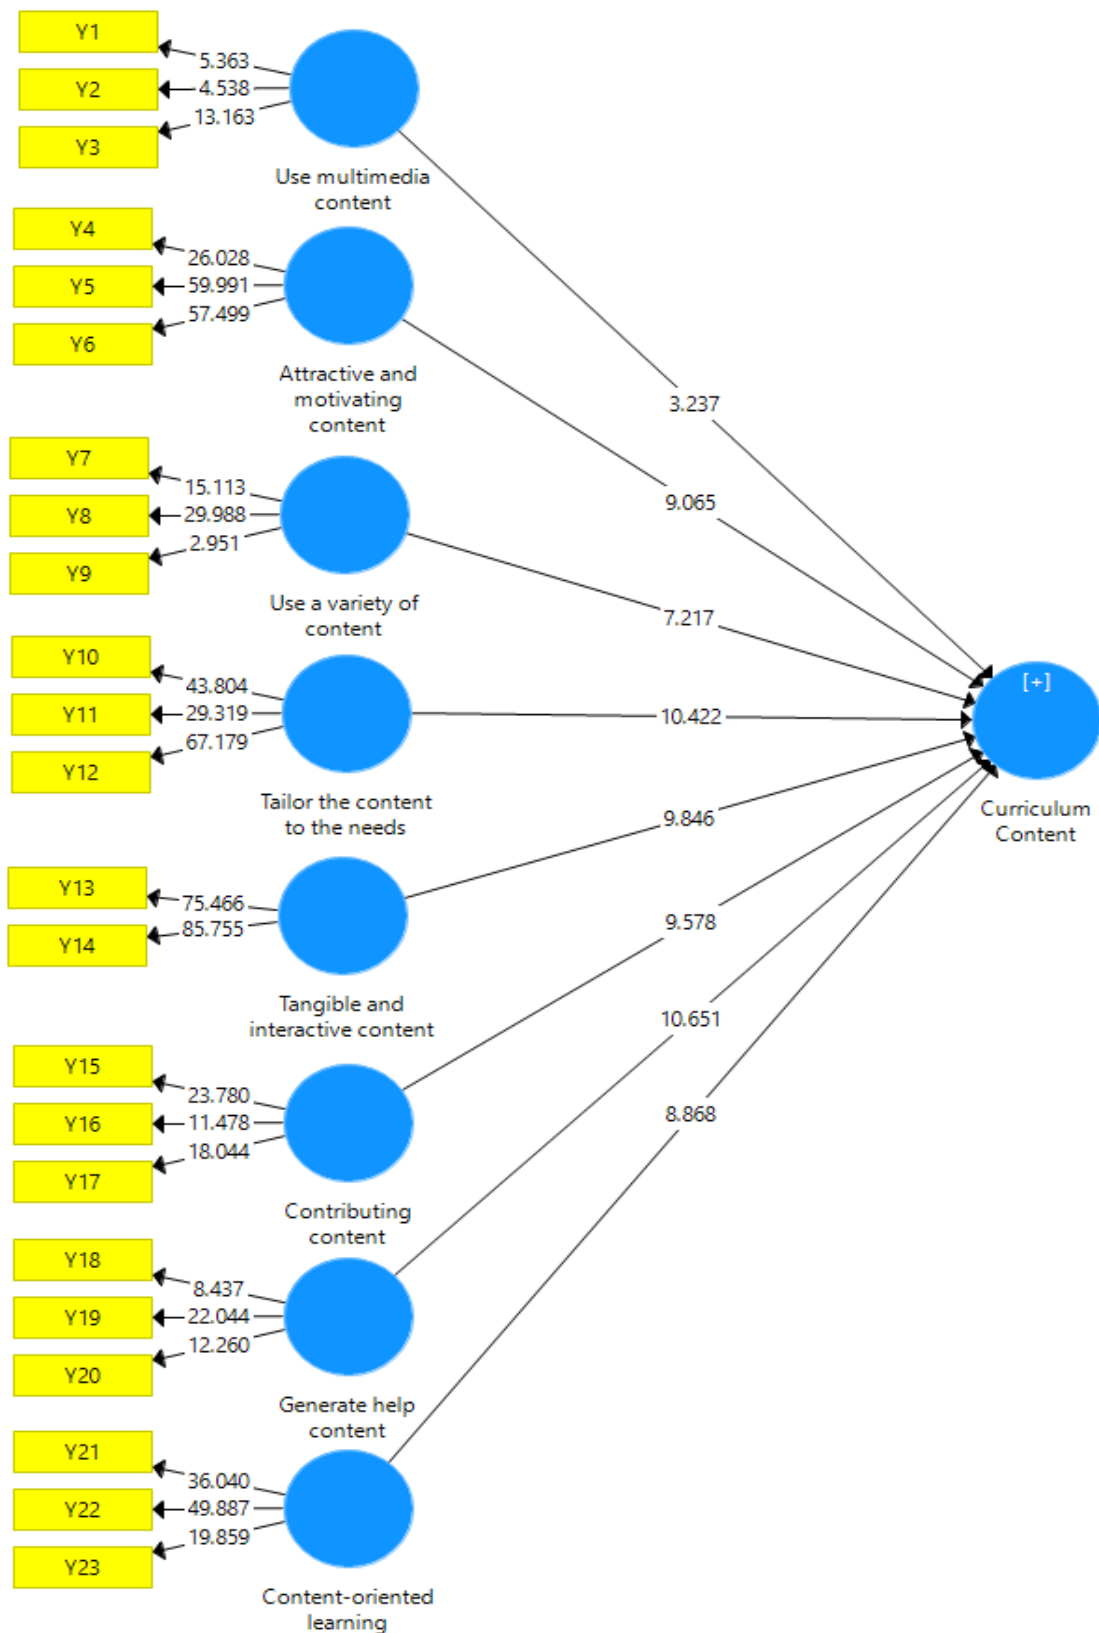 Y1
5.363
Y2
4.538
13.163
Y3
Use multimedia
content
Y4
26.028
Y5
59.991
57.499
Y6
Attractive and
motivating
content
3.237
9.065
Y7
15.113
Y8
29.988
2.951
Y9
Use a variety of
content
7.217
Y10
43.804
Y11
29.319
67.179
Y12
Tailor the content
to the needs
10.422
[+]
Curriculum
Content
9.846
Y13
75.466
85.755
Y14
Tangible and
interactive content
9.578
10.651
Y15
23.780
Y16
11.478
18.044
Y17
Contributing
content
8.868
Y18
8.437
Y19
22.044
12.260
Y20
Generate help
content
Y21
36.040
Y22
49.887
19.859
Y23
Content-oriented
learning